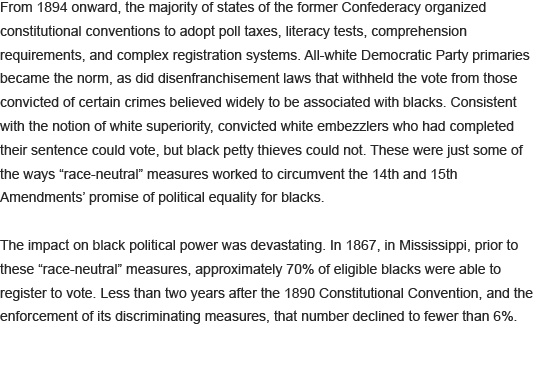 From 1894 onward, the majority of states of the former Confederacy organized
constitutional conventions to adopt poll taxes, literacy tests, comprehension
requirements, and complex registration systems. All-white Democratic Party primaries
became the norm, as did disenfranchisement laws that withheld the vote from those
convicted of certain crimes believed widely to be associated with blacks. Consistent
with the notion of white superiority, convicted white embezzlers who had completed
their sentence could vote, but black petty thieves could not. These were just some of
the ways “race-neutral” measures worked to circumvent the 14th and 15th
Amendments’ promise of political equality for blacks.

The impact on black political power was devastating. In 1867, in Mississippi, prior to
these “race-neutral” measures, approximately 70% of eligible blacks were able to
register to vote. Less than two years after the 1890 Constitutional Convention, and the
enforcement of its discriminating measures, that number declined to fewer than 6%.